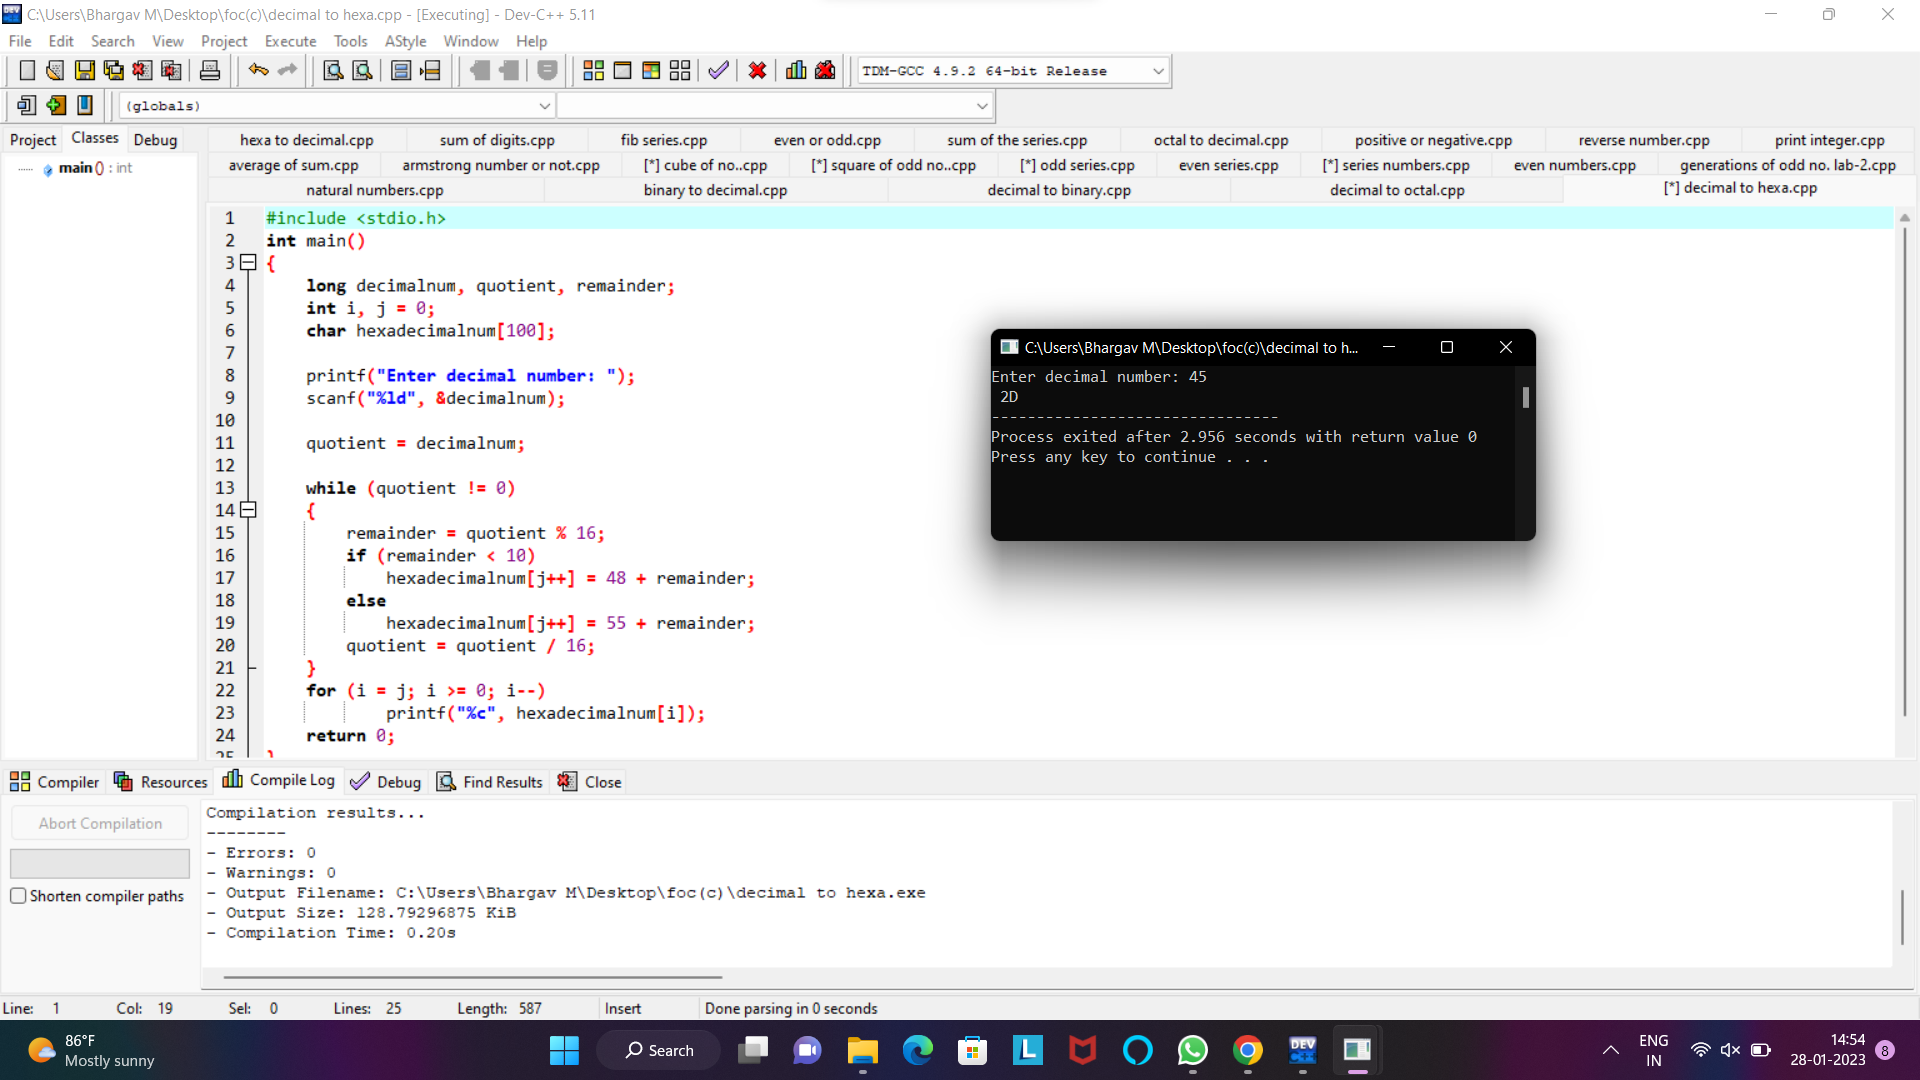 C:\Users\Bhargav M\Desktop\foc(c)\decimal to hexa.cpp - [Executing] - Dev-C++ 5.11
File Edit Search View Project Execute Tools AStyle Window Help
TDM-GCC 4.9.2 64-bit Release
(globals)
Project Classes Debug
main () : int
hexa to decimal.cpp sum of digits.cpp fib series.cpp even or odd.cpp sum of the series.cpp octal to decimal.cpp positive or negative.cpp reverse number.cpp print integer.cpp
average of sum.cpp armstrong number or not.cpp [*] cube of no..cpp [*] square of odd no..cpp [*] odd series.cpp even series.cpp [*] series numbers.cpp even numbers.cpp generations of odd no. lab-2.cpp
natural numbers.cpp binary to decimal.cpp decimal to binary.cpp decimal to octal.cpp [*] decimal to hexa.cpp
1 #include <stdio.h>
2 int main()
3 {
4 long decimalnum, quotient, remainder;
5 int i, j = 0;
6 char hexadecimalnum[100];
7
8 printf("Enter decimal number: ");
9 scanf("%ld", &decimalnum);
10
11 quotient = decimalnum;
12
13 while (quotient != 0)
14 {
15 remainder = quotient % 16;
16 if (remainder < 10)
17 hexadecimalnum[j++] = 48 + remainder;
18 else
19 hexadecimalnum[j++] = 55 + remainder;
20 quotient = quotient / 16;
21 }
22 for (i = j; i >= 0; i--)
23 printf("%c", hexadecimalnum[i]);
24 return 0;
25 }
C:\Users\Bhargav M\Desktop\foc(c)\decimal to h...
Enter decimal number: 45
2D
--------------------------------
Process exited after 2.956 seconds with return value 0
Press any key to continue . . .
Compiler Resources Compile Log Debug Find Results Close
Abort Compilation
Shorten compiler paths
Compilation results...
--------
- Errors: 0
- Warnings: 0
- Output Filename: C:\Users\Bhargav M\Desktop\foc(c)\decimal to hexa.exe
- Output Size: 128.79296875 KiB
- Compilation Time: 0.20s
Line: 1 Col: 19 Sel: 0 Lines: 25 Length: 587 Insert Done parsing in 0 seconds
86°F
Mostly sunny
Search
DEV
C++
L
ENG
IN
14:54
28-01-2023
8